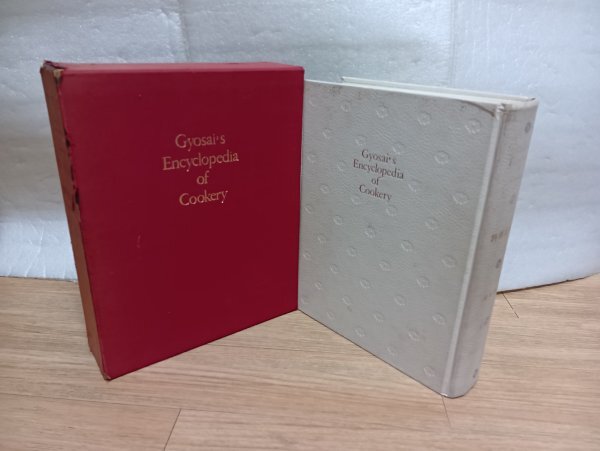 Gyosai's
Encyclopedia
of
Cookery
Gyosai's
Encyclopedia
of
Cookery